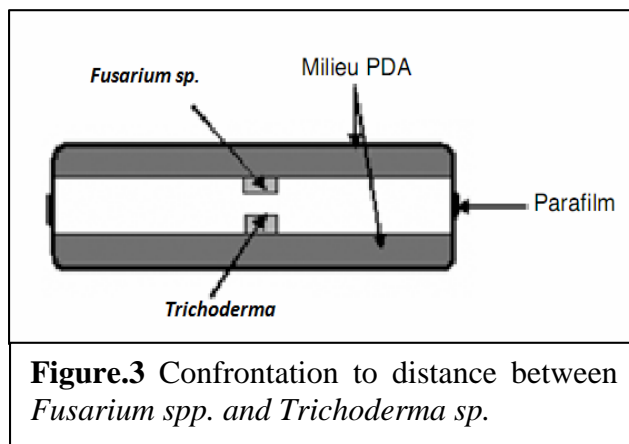 Fusarium sp.
Milieu PDA
Parafilm
Trichoderma
Figure.3 Confrontation to distance between
Fusarium spp. and Trichoderma sp.